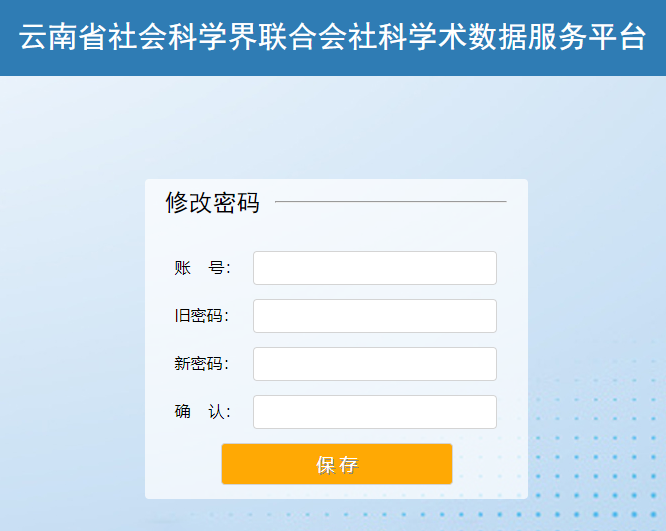 云南省社会科学界联合会社科学术数据服务平台
修改密码
账 号：
旧密码：
新密码：
确 认：
保存